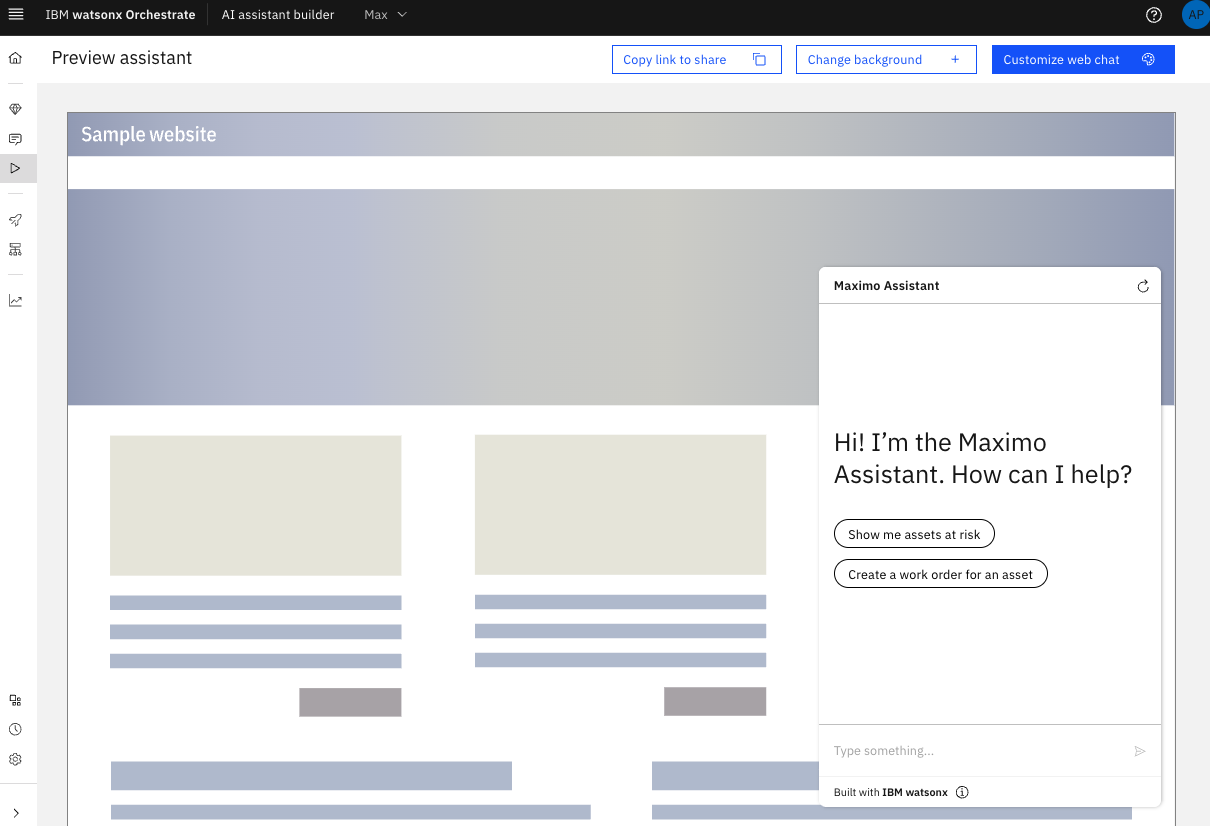 IBM watsonx Orchestrate AI assistant builder Max AP
Preview assistant
Copy link to share
Change background
Customize web chat
Sample website
Maximo Assistant
Hi! I’m the Maximo
Assistant. How can I help?
Show me assets at risk
Create a work order for an asset
Type something...
Built with IBM watsonx